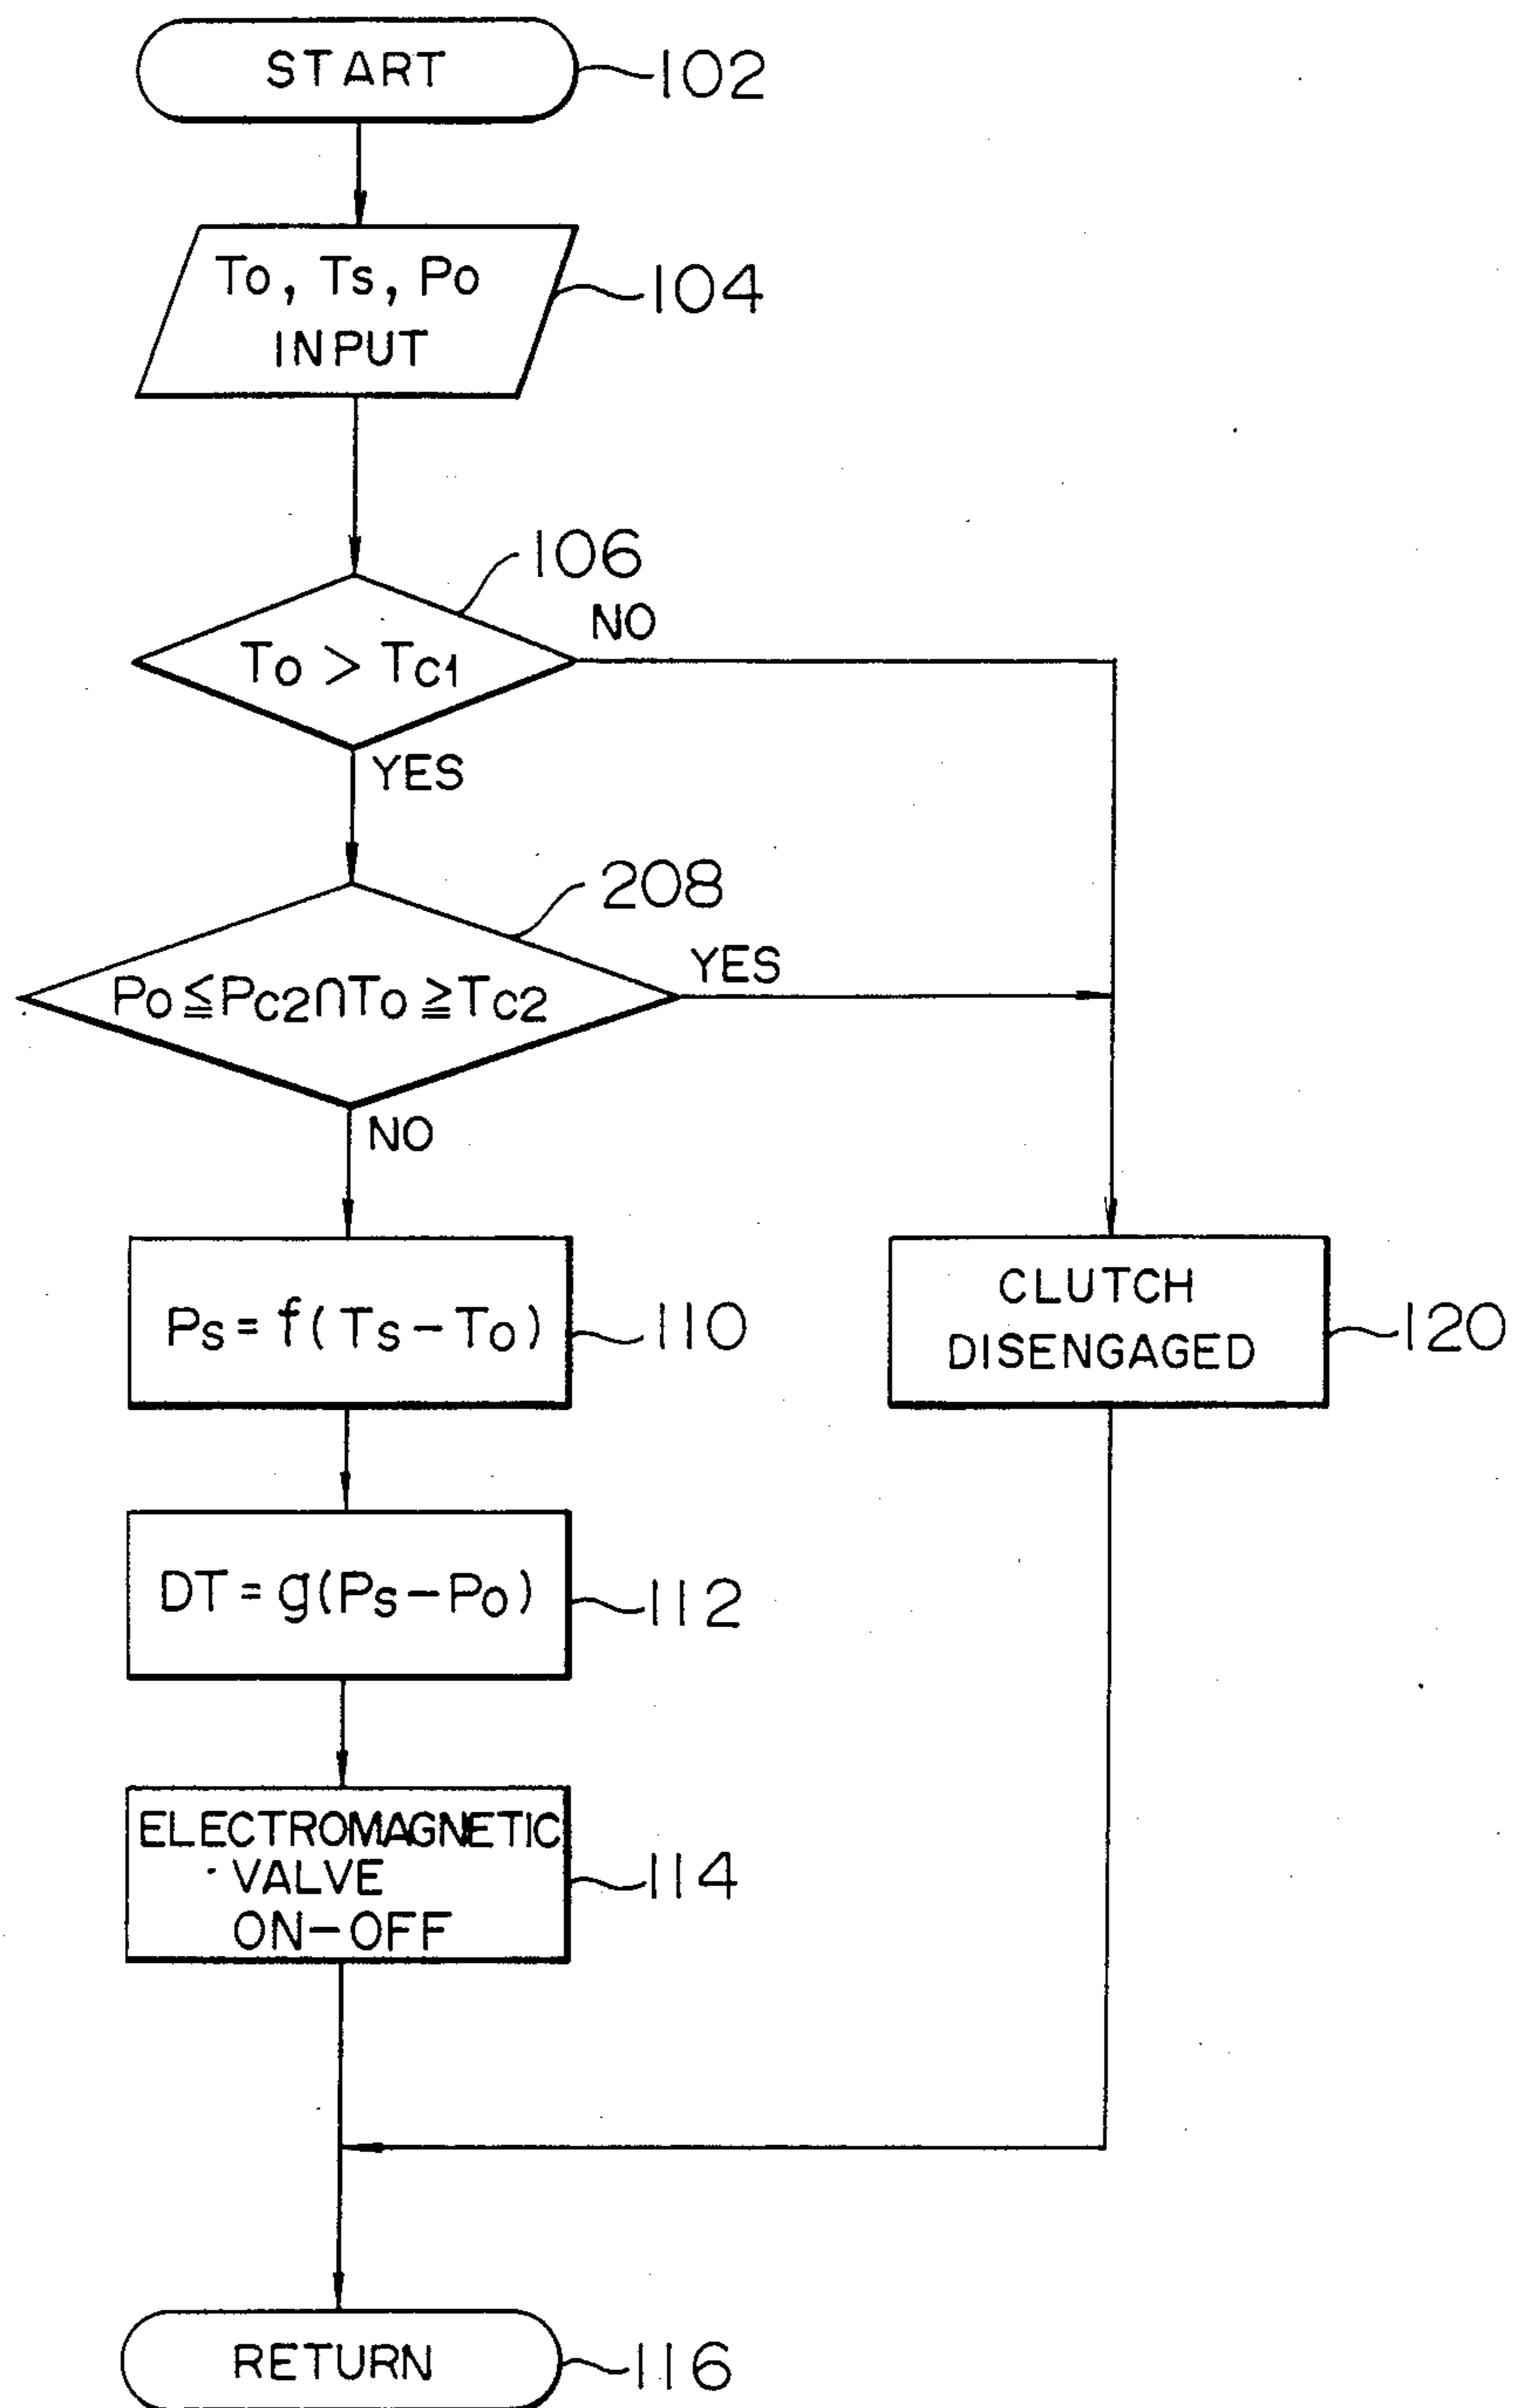 START
102
To, Ts, Po
INPUT
104
106
NO
To > Tc1
YES
208
YES
Po ≦ Pc2 ∩ To ≧ Tc2
NO
Ps = f(Ts - To)
110
CLUTCH
DISENGAGED
120
DT = g(Ps - Po)
112
ELECTROMAGNETIC
VALVE
ON-OFF
114
RETURN
116